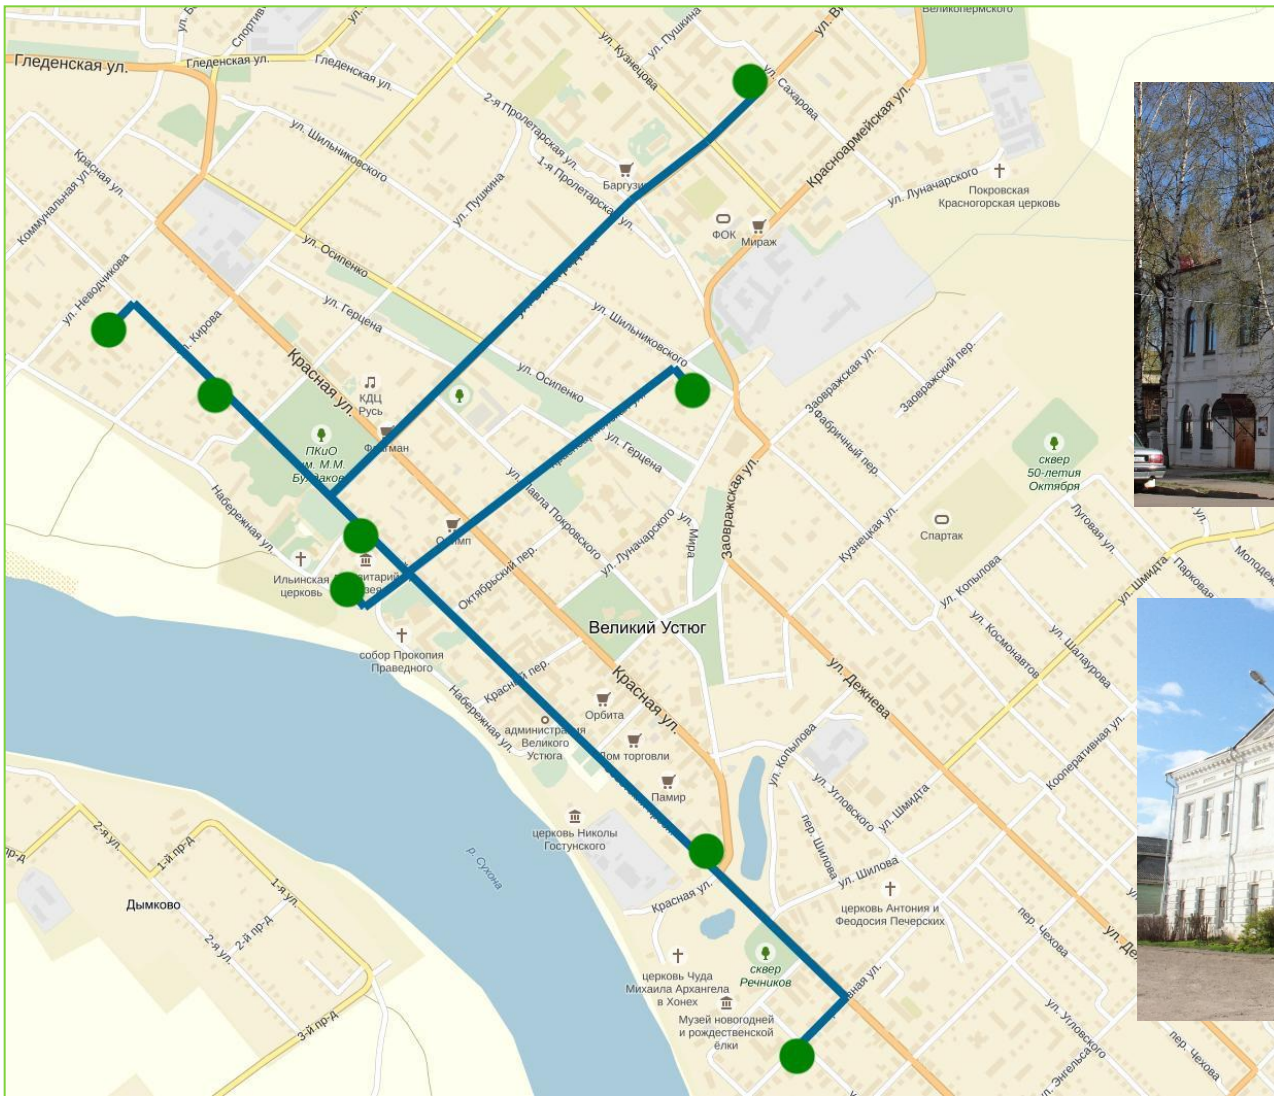 Великопермского
ул. Пушкина
ул. Кузнецова
Гледенская ул.
Гледенская ул.
Гледенская ул.
ул. Сахарова
Красноармейская ул.
2-я Пролетарская ул.
1-я Пролетарская ул.
Красная ул.
Коммунальная ул.
ул. Шильниковского
ул. Пушкина
ул. Луначарского
Покровская
Красногорская церковь
ФОК
Мираж
ул. Осипенко
ул. Неводчикова
ул. Герцена
ул. Кирова
ул. Шильниковского
Красная ул.
КДЦ
Русь
ул. Осипенко
Заовражская ул.
Заовражский пер.
Фабричный пер.
ПКиО
ул. Герцена
сквер
50-летия
Октября
Набережная ул.
ул. Павла Покровского
Заовражская ул.
ул. Мира
ул. Луначарского
Кузнецкая ул.
Спартак
Луговая ул.
Ильинская
церковь
Октябрьский пер.
ул. Копылова
ул. Шмидта
Парковая
Великий Устюг
ул. Космонавтов
ул. Шалаурова
собор Прокопия
Праведного
Красный пер.
Набережная ул.
Красная ул.
ул. Дежнева
Орбита
администрация
Великого
Устюга
Дом торговли
ул. Копылова
Кооперативная ул.
Памир
ул. Угловского
ул. Шмидта
пер. Шилова
церковь Николы
Гостунского
р. Сухона
2-я ул.
1-й пр-д
1-я ул.
ул. Шилова
Красная ул.
Дымково
церковь Антония и
Феодосия Печерских
пер. Чехова
2-я ул.
2-й пр-д
сквер
Речников
церковь Чуда
Михаила Архангела
в Хонех
Музей новогодней
и рождественской
ёлки
3-й пр-д
ул. Угловского
пер. Чехова
ул. Энгельса